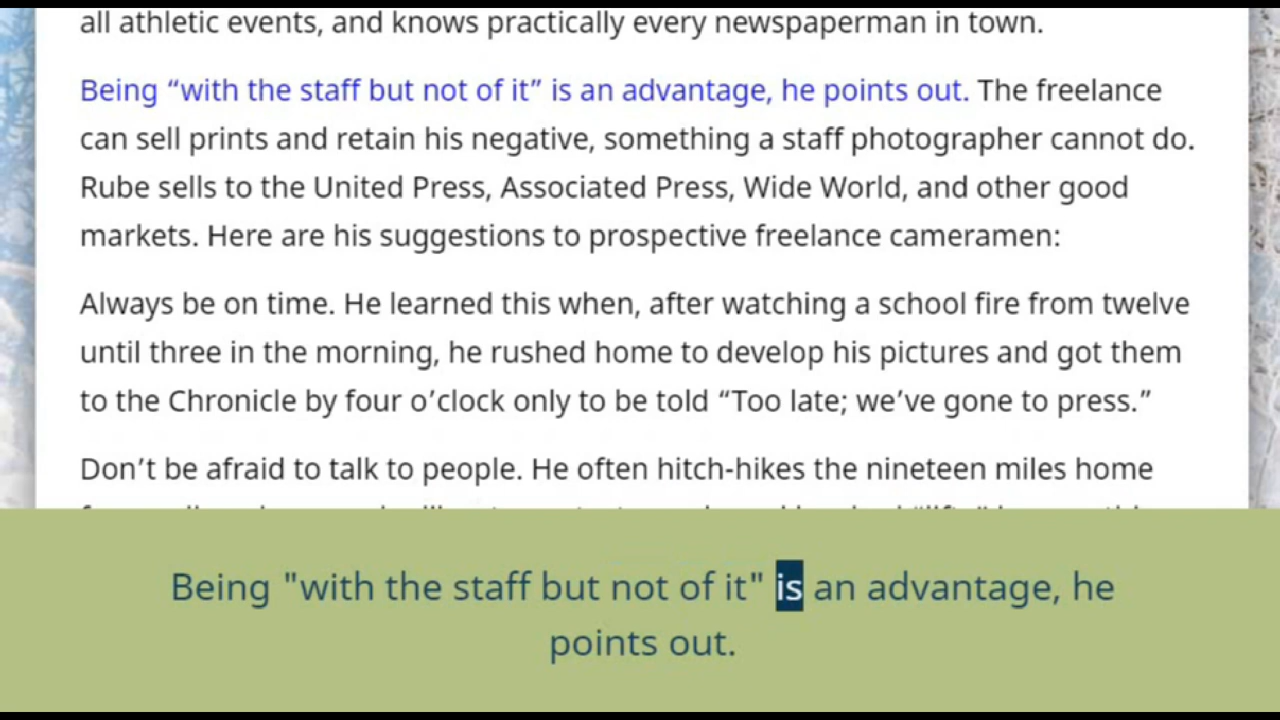 all athletic events, and knows practically every newspaperman in town.
Being “with the staff but not of it” is an advantage, he points out. The freelance
can sell prints and retain his negative, something a staff photographer cannot do.
Rube sells to the United Press, Associated Press, Wide World, and other good
markets. Here are his suggestions to prospective freelance cameramen:
Always be on time. He learned this when, after watching a school fire from twelve
until three in the morning, he rushed home to develop his pictures and got them
to the Chronicle by four o’clock only to be told “Too late; we’ve gone to press.”
Don’t be afraid to talk to people. He often hitch-hikes the nineteen miles home
Being "with the staff but not of it" is an advantage, he
points out.